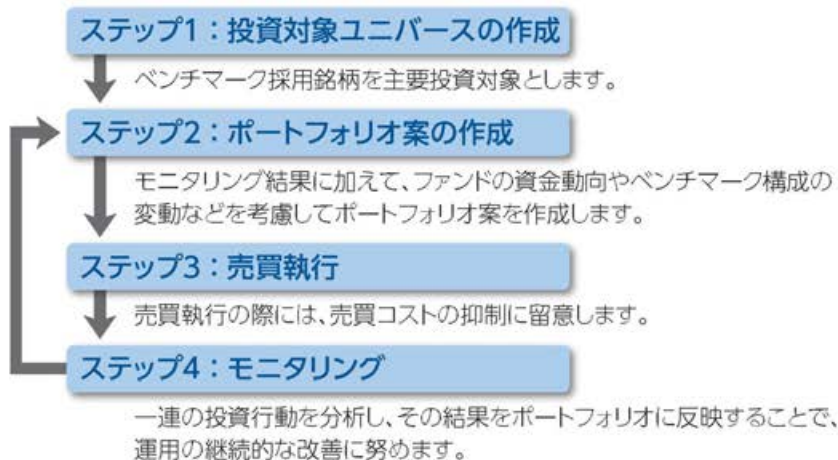 ステップ1：投資対象ユニバースの作成
ベンチマーク採用銘柄を主要投資対象とします。
ステップ2：ポートフォリオ案の作成
モニタリング結果に加えて、ファンドの資金動向やベンチマーク構成の
変動などを考慮してポートフォリオ案を作成します。
ステップ3：売買執行
売買執行の際には、売買コストの抑制に留意します。
ステップ4：モニタリング
一連の投資行動を分析し、その結果をポートフォリオに反映することで、
運用の継続的な改善に努めます。